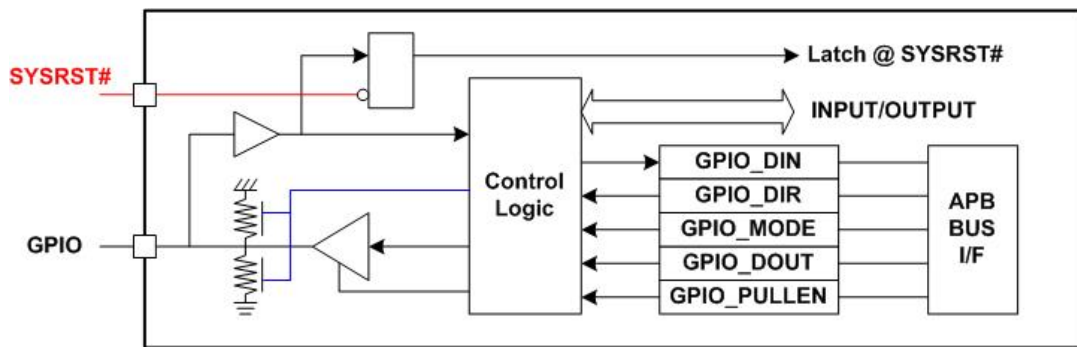 SYSRST#
Latch @ SYSRST#
INPUT/OUTPUT
Control
Logic
GPIO
GPIO_DIN
GPIO_DIR
GPIO_MODE
GPIO_DOUT
GPIO_PULLEN
APB
BUS
I/F